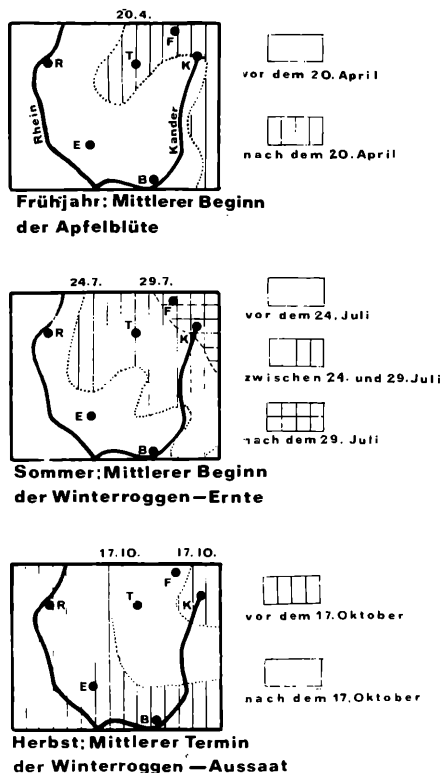 20.4.
F
R T K
Rhein
Kander
E
B
vor dem 20.April
nach dem 20.April
Frühjahr: Mittlerer Beginn
der Apfelblüte
24.7. 29.7.
F
R T K
E
B
vor dem 24.Juli
zwischen 24. und 29.Juli
nach dem 29. Juli
Sommer; Mittlerer Beginn
der Winterroggen—Ernte
17.10. 17.10.
F
R T K
E
B
vor dem 17.Oktober
nach dem 17.Oktober
Herbst; Mittlerer Termin
der Winterroggen—Aussaat